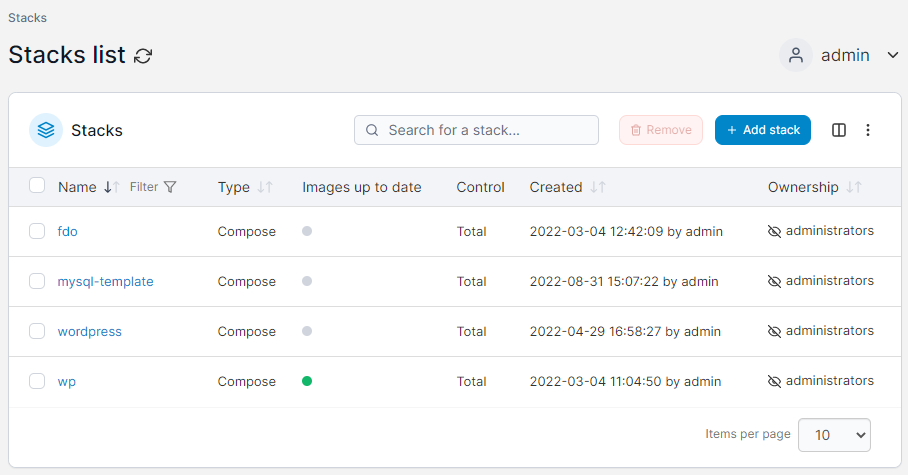 Stacks
Stacks list
admin
Stacks
Search for a stack...
Remove
+ Add stack
Name Filter Type Images up to date Control Created Ownership
fdo Compose Total 2022-03-04 12:42:09 by admin administrators
mysql-template Compose Total 2022-08-31 15:07:22 by admin administrators
wordpress Compose Total 2022-04-29 16:58:27 by admin administrators
wp Compose Total 2022-03-04 11:04:50 by admin administrators
Items per page 10